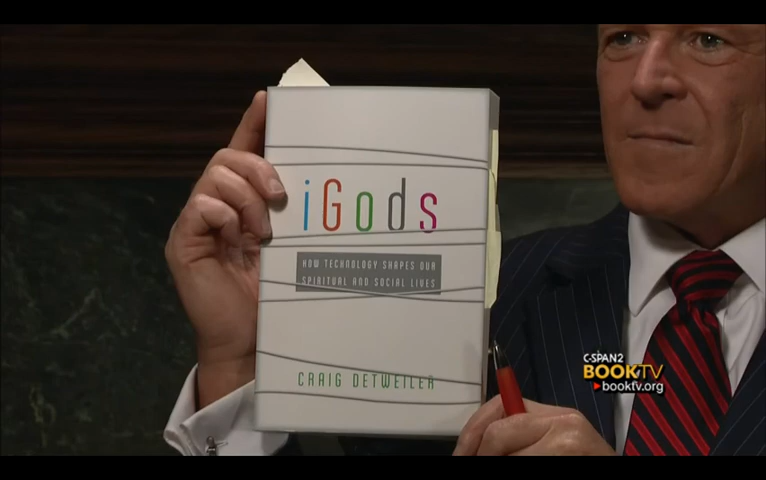 iGods
HOW TECHNOLOGY SHAPES OUR
SPIRITUAL AND SOCIAL LIVES
CRAIG DETWEILER
C-SPAN2
BOOKTV
booktv.org